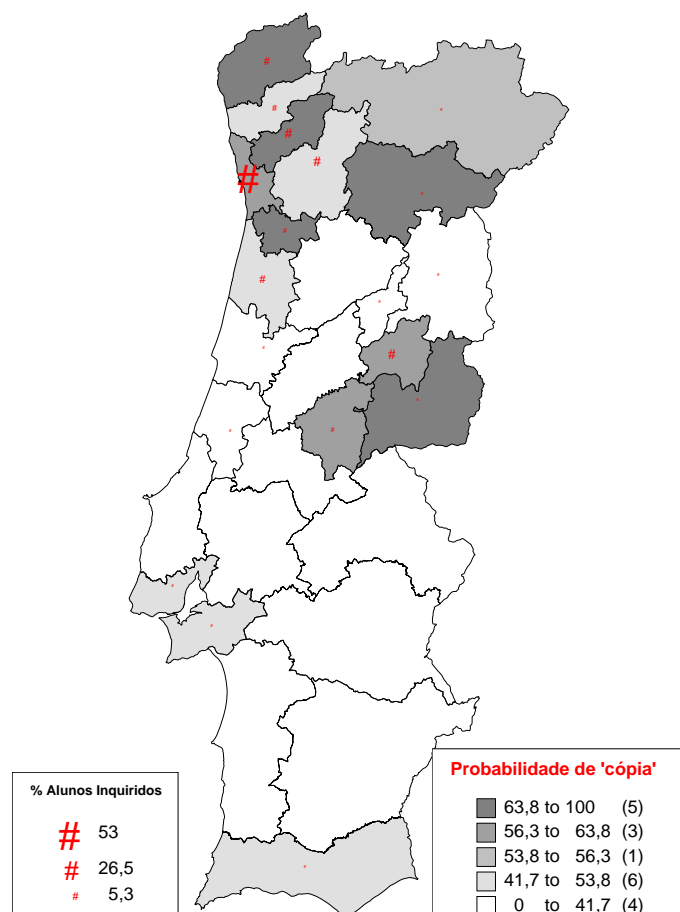 % Alunos Inquiridos
# 53
# 26,5
# 5,3
Probabilidade de 'cópia'
63,8 to 100 (5)
56,3 to 63,8 (3)
53,8 to 56,3 (1)
41,7 to 53,8 (6)
0 to 41,7 (4)